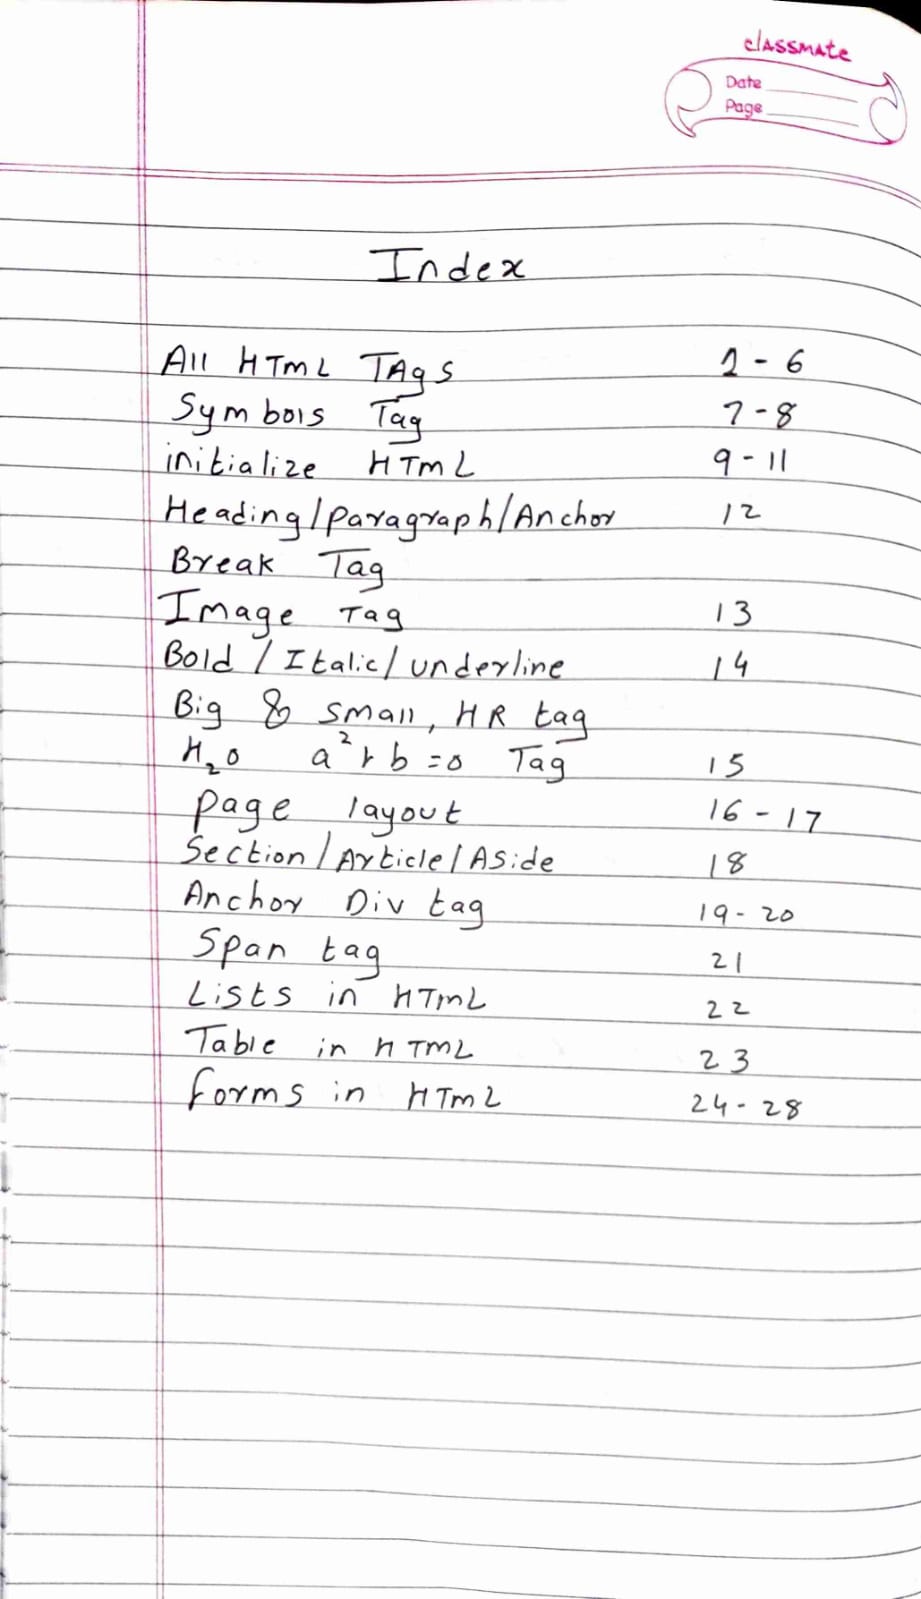 classmate
Date
Page
Index
All HTML TAgs 1 - 6
Symbols Tag 7 - 8
initialize HTML 9 - 11
Heading/paragraph/Anchor 12
Break Tag
Image Tag 13
Bold / Italic / underline 14
Big & small, HR tag
H₂O a²+b=0 Tag 15
page layout 16 - 17
Section / Article / Aside 18
Anchor Div tag 19 - 20
Span tag 21
Lists in HTML 22
Table in HTML 23
forms in HTML 24 - 28